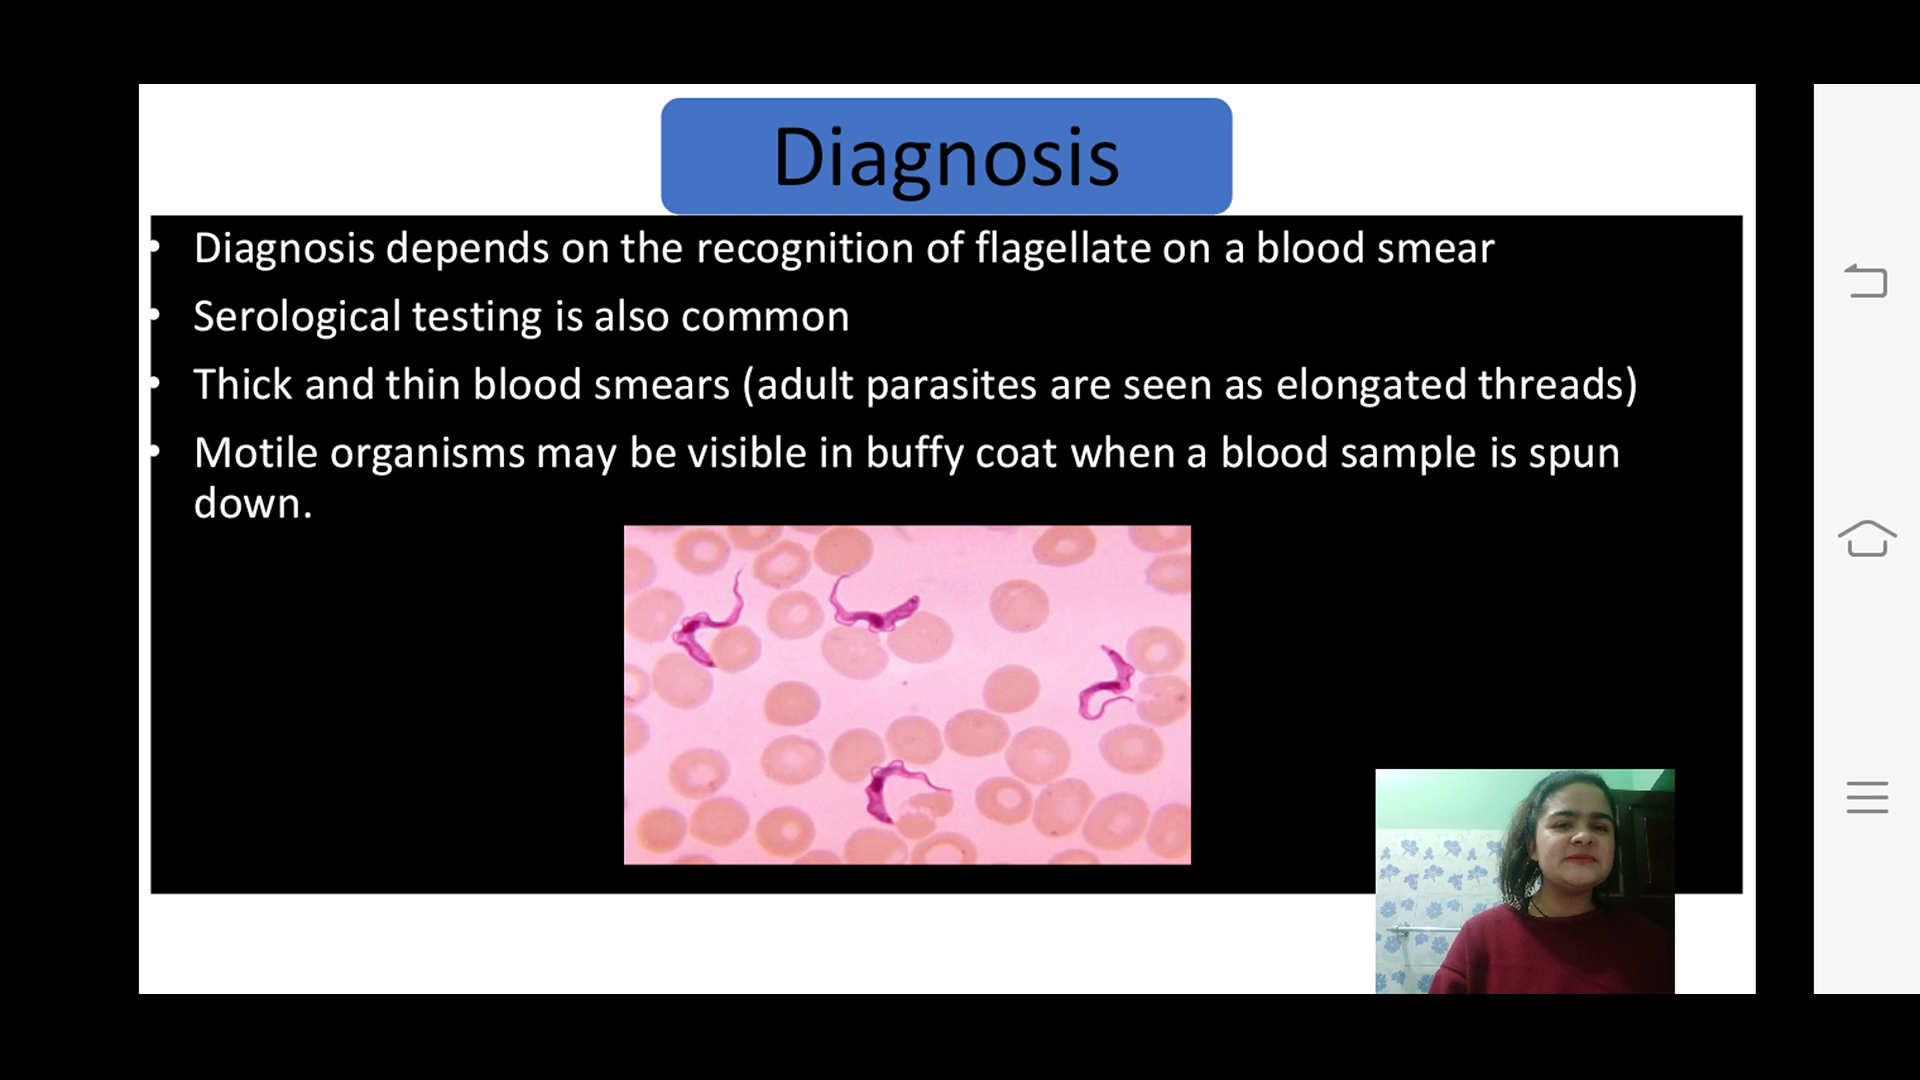 Diagnosis
• Diagnosis depends on the recognition of flagellate on a blood smear
• Serological testing is also common
• Thick and thin blood smears (adult parasites are seen as elongated threads)
• Motile organisms may be visible in buffy coat when a blood sample is spun
down.